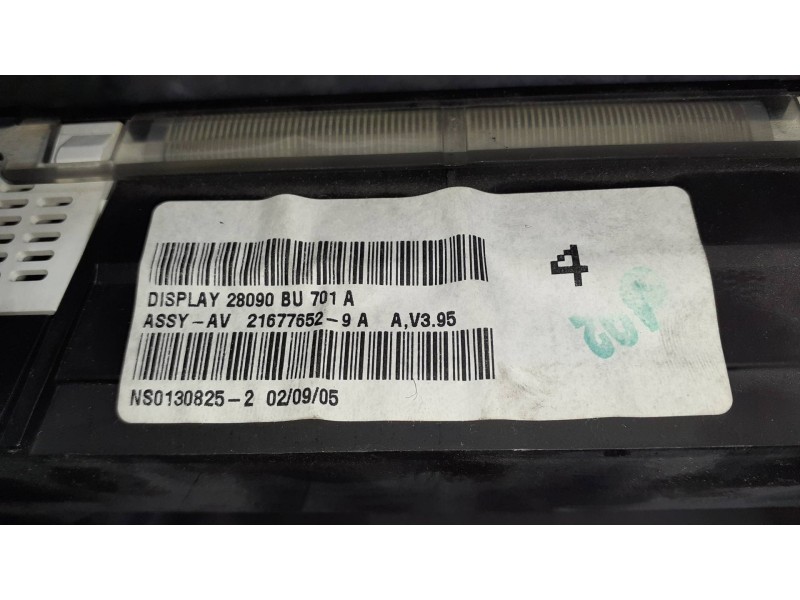 DISPLAY 28090 BU 701 A
ASSY-AV 21677652-9 A A,V3.95
NS0130825-2 02/09/05
4